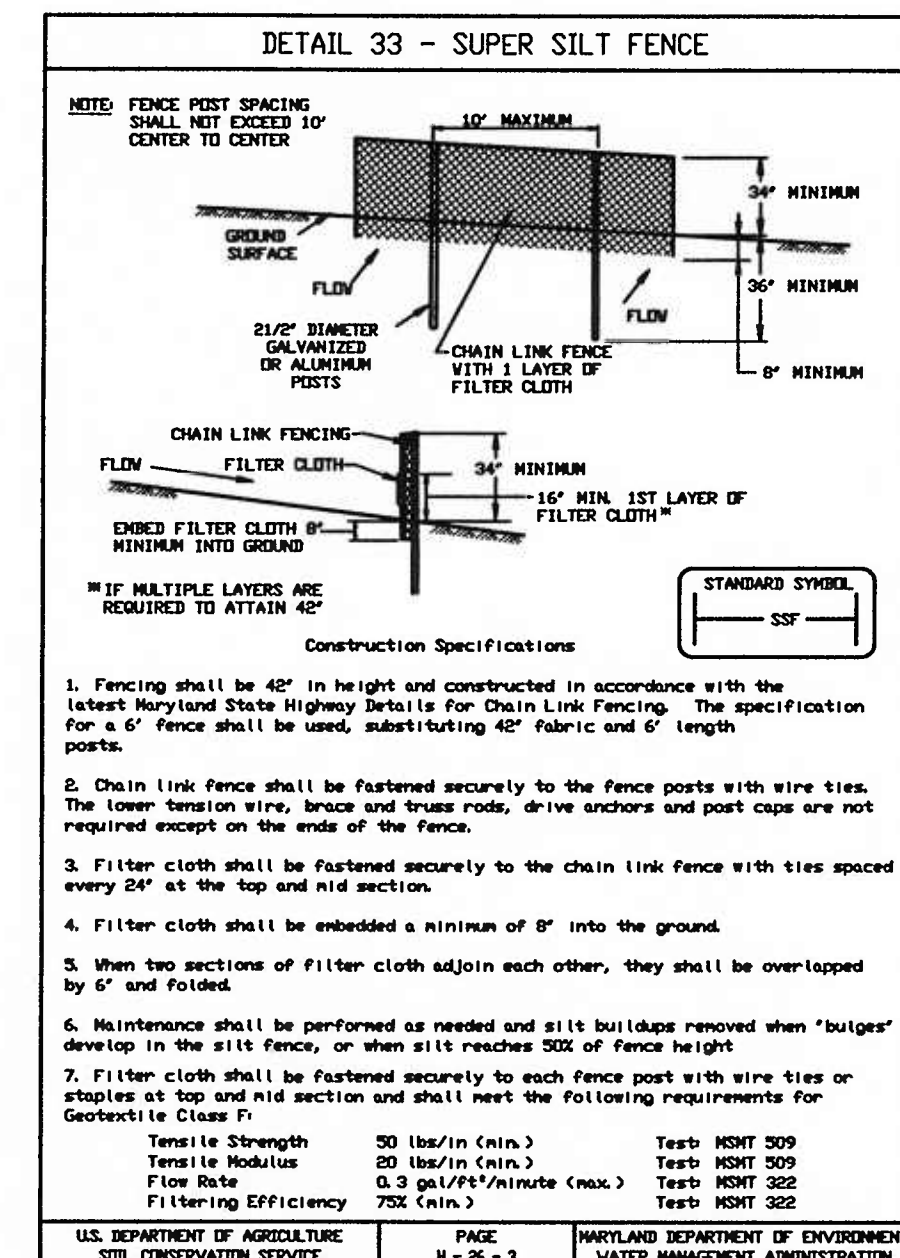 DETAIL 33 - SUPER SILT FENCE
NOTE: FENCE POST SPACING
SHALL NOT EXCEED 10'
CENTER TO CENTER
10' MAXIMUM
34" MINIMUM
GROUND
SURFACE
FLOW
FLOW
36" MINIMUM
21/2" DIAMETER
GALVANIZED
OR ALUMINUM
POSTS
CHAIN LINK FENCE
WITH 1 LAYER OF
FILTER CLOTH
8" MINIMUM
CHAIN LINK FENCING
FLOW
FILTER CLOTH
34" MINIMUM
16" MIN. 1ST LAYER OF
FILTER CLOTH*
EMBED FILTER CLOTH 8"
MINIMUM INTO GROUND
*IF MULTIPLE LAYERS ARE
REQUIRED TO ATTAIN 42"
STANDARD SYMBOL
SSF
Construction Specifications
1. Fencing shall be 42" in height and constructed in accordance with the
latest Maryland State Highway Details for Chain Link Fencing. The specification
for a 6' fence shall be used, substituting 42" fabric and 6' length
posts.
2. Chain link fence shall be fastened securely to the fence posts with wire ties.
The lower tension wire, brace and truss rods, drive anchors and post caps are not
required except on the ends of the fence.
3. Filter cloth shall be fastened securely to the chain link fence with ties spaced
every 24" at the top and mid section.
4. Filter cloth shall be embedded a minimum of 8" into the ground.
5. When two sections of filter cloth adjoin each other, they shall be overlapped
by 6" and folded.
6. Maintenance shall be performed as needed and silt buildups removed when "bulges"
develop in the silt fence, or when silt reaches 50% of fence height
7. Filter cloth shall be fastened securely to each fence post with wire ties or
staples at top and mid section and shall meet the following requirements for
Geotextile Class F:
Tensile Strength 50 lbs/in (min.) Test: MSMT 509
Tensile Modulus 20 lbs/in (min.) Test: MSMT 509
Flow Rate 0.3 gal/ft²/minute (max.) Test: MSMT 322
Filtering Efficiency 75% (min.) Test: MSMT 322
U.S. DEPARTMENT OF AGRICULTURE PAGE MARYLAND DEPARTMENT OF ENVIRONMEN
SOIL CONSERVATION SERVICE H - 26 - 3 WATER MANAGEMENT ADMINISTRATION